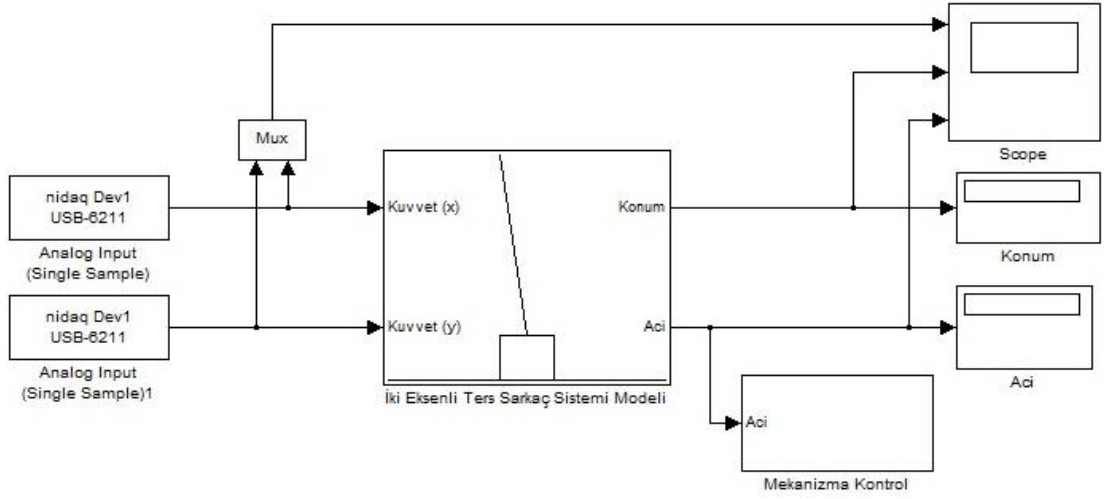 Mux
Scope
nidaq Dev1
USB-6211
Analog Input
(Single Sample)
Kuvvet (x)
Konum
Konum
nidaq Dev1
USB-6211
Analog Input
(Single Sample)1
Kuvvet (y)
Aci
Aci
İki Eksenli Ters Sarkaç Sistemi Modeli
Aci
Mekanizma Kontrol